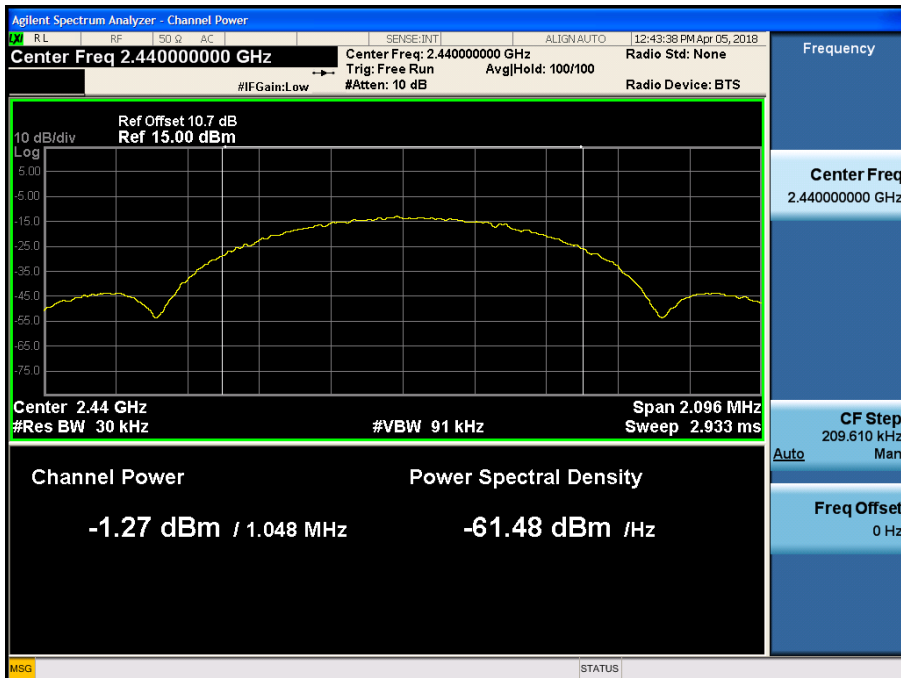 Agilent Spectrum Analyzer - Channel Power
LXI RL RF 50 Ω AC SENSE:INT ALIGN AUTO 12:43:38 PM Apr 05, 2018
Center Freq 2.440000000 GHz
Center Freq: 2.440000000 GHz
Radio Std: None
Trig: Free Run Avg|Hold: 100/100
#IFGain:Low
#Atten: 10 dB
Radio Device: BTS
Ref Offset 10.7 dB
10 dB/div Ref 15.00 dBm
Log
5.00
-5.00
-15.0
-25.0
-35.0
-45.0
-55.0
-65.0
-75.0
Center 2.44 GHz Span 2.096 MHz
#Res BW 30 kHz #VBW 91 kHz Sweep 2.933 ms
Channel Power Power Spectral Density
-1.27 dBm / 1.048 MHz -61.48 dBm /Hz
MSG STATUS
Frequency
Center Freq
2.440000000 GHz
CF Step
209.610 kHz
Auto Man
Freq Offset
0 Hz